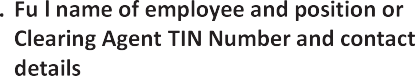 . Fu l name of employee and position or
Clearing Agent TIN Number and contact
details